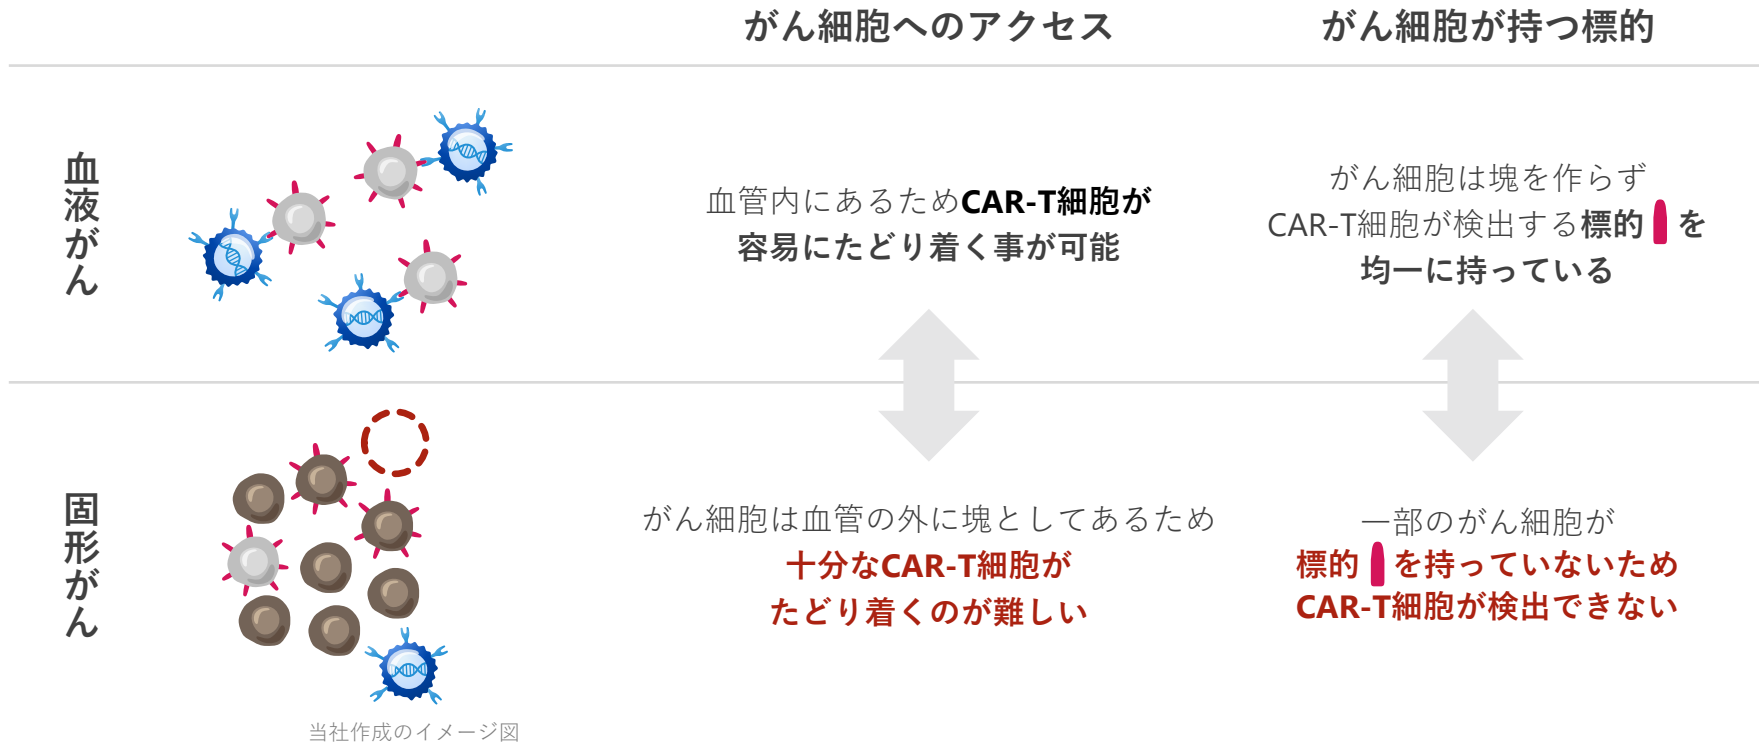 がん細胞へのアクセス
がん細胞が持つ標的
血液がん
血管内にあるためCAR-T細胞が
容易にたどり着く事が可能
がん細胞は塊を作らず
CAR-T細胞が検出する標的を
均一に持っている
固形がん
がん細胞は血管の外に塊としてあるため
十分なCAR-T細胞が
たどり着くのが難しい
一部のがん細胞が
標的を持っていないため
CAR-T細胞が検出できない
当社作成のイメージ図